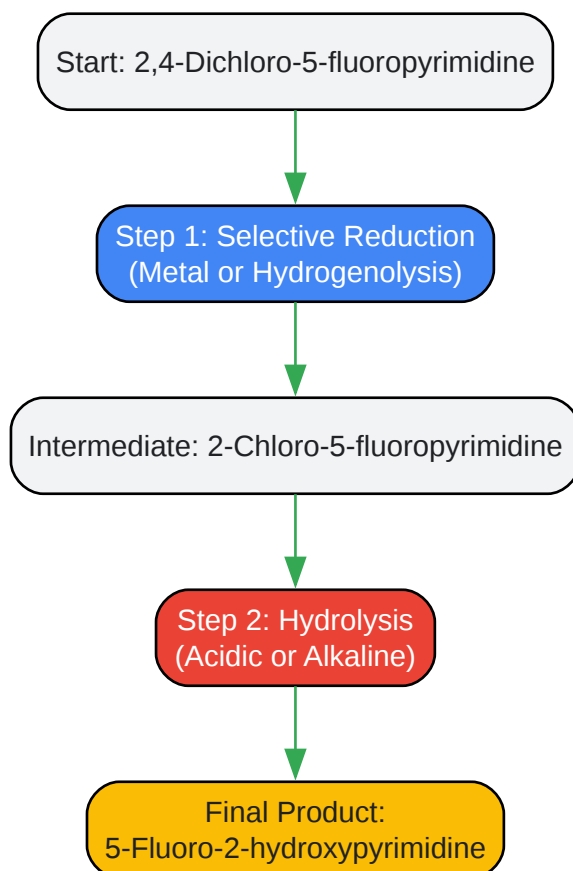 Start: 2,4-Dichloro-5-fluoropyrimidine
Step 1: Selective Reduction
(Metal or Hydrogenolysis)
Intermediate: 2-Chloro-5-fluoropyrimidine
Step 2: Hydrolysis
(Acidic or Alkaline)
Final Product:
5-Fluoro-2-hydroxypyrimidine